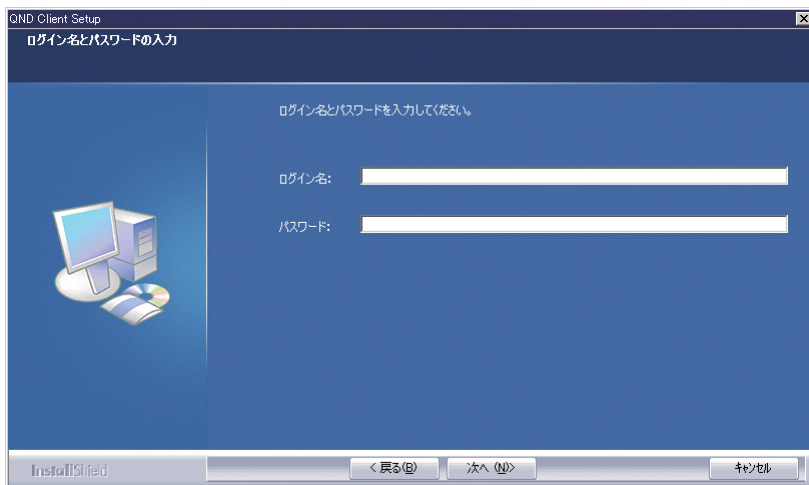 QND Client Setup
ログイン名とパスワードの入力
ログイン名とパスワードを入力してください。
ログイン名:
パスワード:
InstallShield
< 戻る(B)
次へ (N)>
キャンセル